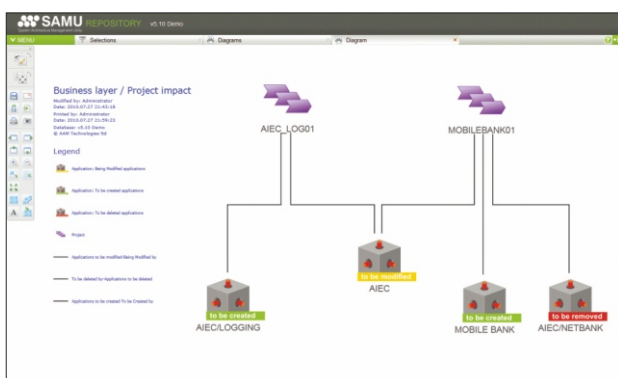 SAMU REPOSITORY v5.10 Demo
System Architecture Management Utility
MENU
Selections
Diagrams
Diagram
Business layer / Project impact
Modified by: Administrator
Date: 2010.07.27 21:43:18
Printed by: Administrator
Date: 2010.07.27 21:59:23
Database: v5.10 Demo
© AAM Technologies ltd
Legend
Application: Being Modified applications
Application: To be created applications
Application: To be deleted applications
Project
Applications to be modified-Being Modified by
To be deleted by-Applications to be deleted
Applications to be created-To be Created by
AIEC_LOG01
MOBILEBANK01
to be modified
AIEC
to be created
AIEC/LOGGING
to be created
MOBILE BANK
to be removed
AIEC/NETBANK